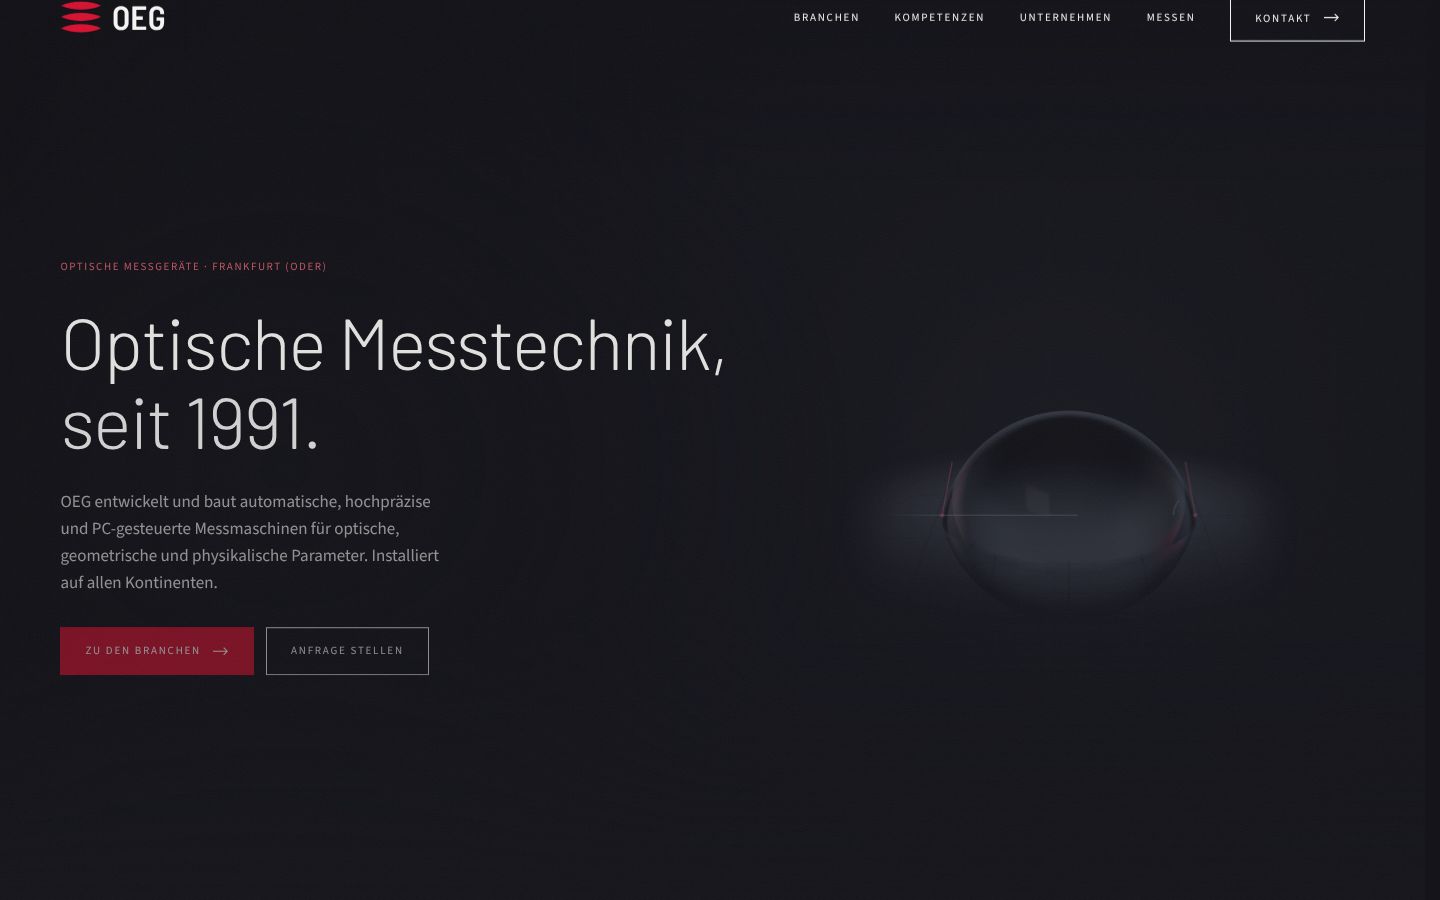 OEG
BRANCHEN
KOMPETENZEN
UNTERNEHMEN
MESSEN
KONTAKT
OPTISCHE MESSGERÄTE · FRANKFURT (ODER)
Optische Messtechnik,
seit 1991.
OEG entwickelt und baut automatische, hochpräzise
und PC-gesteuerte Messmaschinen für optische,
geometrische und physikalische Parameter. Installiert
auf allen Kontinenten.
ZU DEN BRANCHEN
ANFRAGE STELLEN